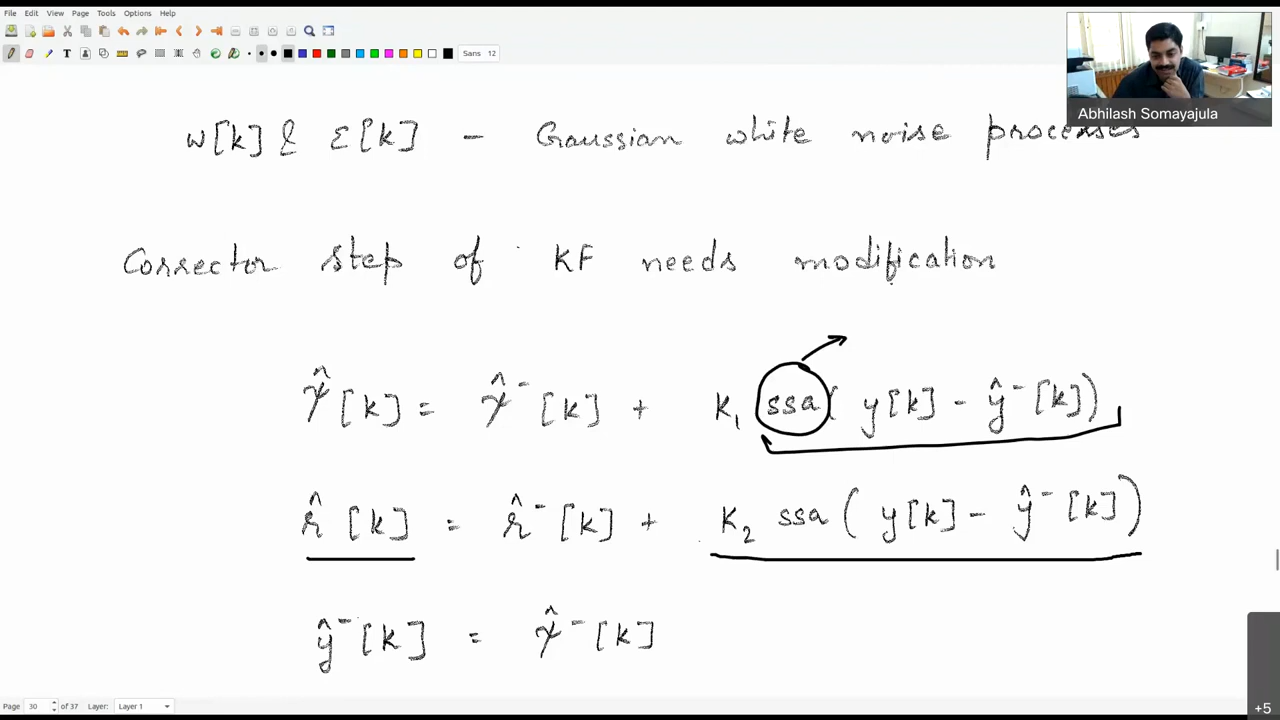 File Edit View Page Tools Options Help
Sans 12
Abhilash Somayajula
w[k] & ε[k] - Gaussian white noise processes
Corrector step of KF needs modification
ψ̂[k] = ψ̂⁻[k] + K₁ ssa( y[k] - ŷ⁻[k])
r̂[k] = r̂⁻[k] + K₂ ssa( y[k] - ŷ⁻[k])
ŷ⁻[k] = ψ̂⁻[k]
Page 30 of 37 Layer: Layer 1
+5